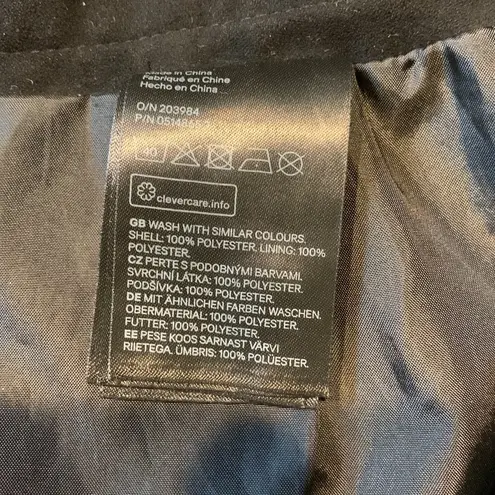 Made in China
Fabriqué en Chine
Hecho en China
O/N 203984
P/N
40
clevercare.info
GB WASH WITH SIMILAR COLOURS.
SHELL: 100% POLYESTER. LINING: 100%
POLYESTER.
CZ PERTE S PODOBNÝMI BARVAMI.
SVRCHNÍ LÁTKA: 100% POLYESTER.
PODŠÍVKA: 100% POLYESTER.
DE MIT ÄHNLICHEN FARBEN WASCHEN.
OBERMATERIAL: 100% POLYESTER.
FUTTER: 100% POLYESTER.
EE PESE KOOS SARNAST VÄRVI
RIIETEGA. ÜMBRIS: 100% POLÜESTER.